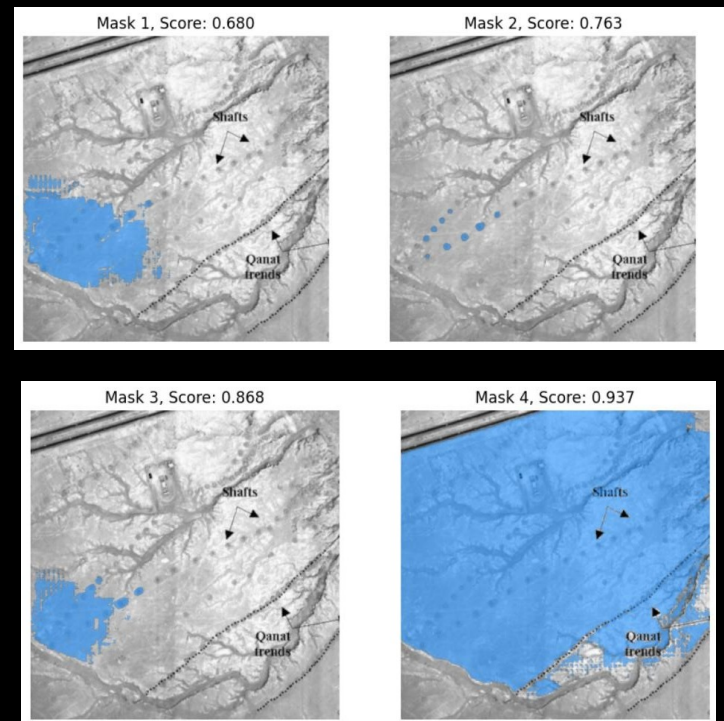 Mask 1, Score: 0.680
Mask 2, Score: 0.763
Shafts
Shafts
Qanat
trends
Qanat
trends
Mask 3, Score: 0.868
Mask 4, Score: 0.937
Shafts
Shafts
Qanat
trends
Qanat
trends